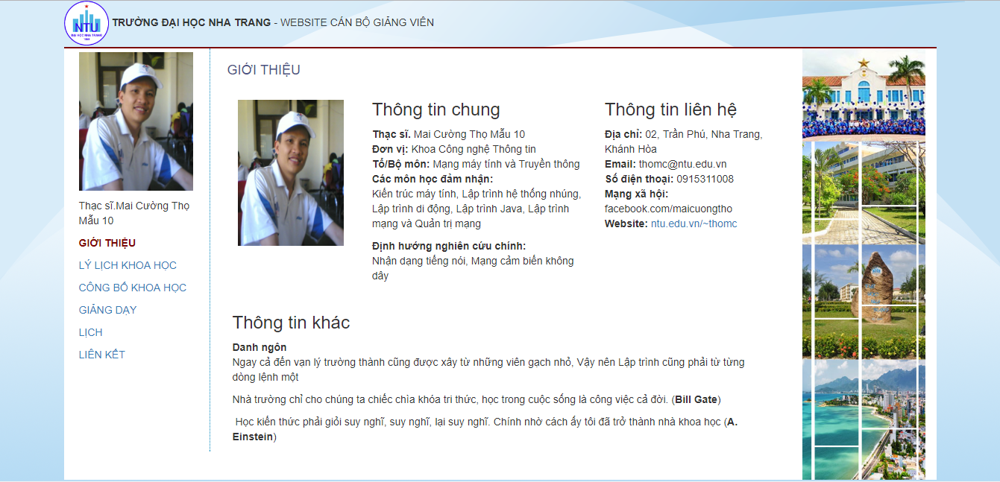 NTU
ĐẠI HỌC NHA TRANG
1959
TRƯỜNG ĐẠI HỌC NHA TRANG - WEBSITE CÁN BỘ GIẢNG VIÊN
Thạc sĩ.Mai Cường Thọ
Mẫu 10
GIỚI THIỆU
LÝ LỊCH KHOA HỌC
CÔNG BỐ KHOA HỌC
GIẢNG DẠY
LỊCH
LIÊN KẾT
GIỚI THIỆU
Thông tin chung
Thạc sĩ. Mai Cường Thọ Mẫu 10
Đơn vị: Khoa Công nghệ Thông tin
Tổ/Bộ môn: Mạng máy tính và Truyền thông
Các môn học đảm nhận:
Kiến trúc máy tính, Lập trình hệ thống nhúng,
Lập trình di động, Lập trình Java, Lập trình
mạng và Quản trị mạng
Định hướng nghiên cứu chính:
Nhận dạng tiếng nói, Mạng cảm biến không
dây
Thông tin liên hệ
Địa chỉ: 02, Trần Phú, Nha Trang,
Khánh Hòa
Email: thomc@ntu.edu.vn
Số điện thoại: 0915311008
Mạng xã hội:
facebook.com/maicuongtho
Website: ntu.edu.vn/~thomc
Thông tin khác
Danh ngôn
Ngay cả đến vạn lý trường thành cũng được xây từ những viên gạch nhỏ, Vậy nên Lập trình cũng phải từ từng
dòng lệnh một
Nhà trường chỉ cho chúng ta chiếc chìa khóa tri thức, học trong cuộc sống là công việc cả đời. (Bill Gate)
Học kiến thức phải giỏi suy nghĩ, suy nghĩ, lại suy nghĩ. Chính nhờ cách ấy tôi đã trở thành nhà khoa học (A.
Einstein)
NTU